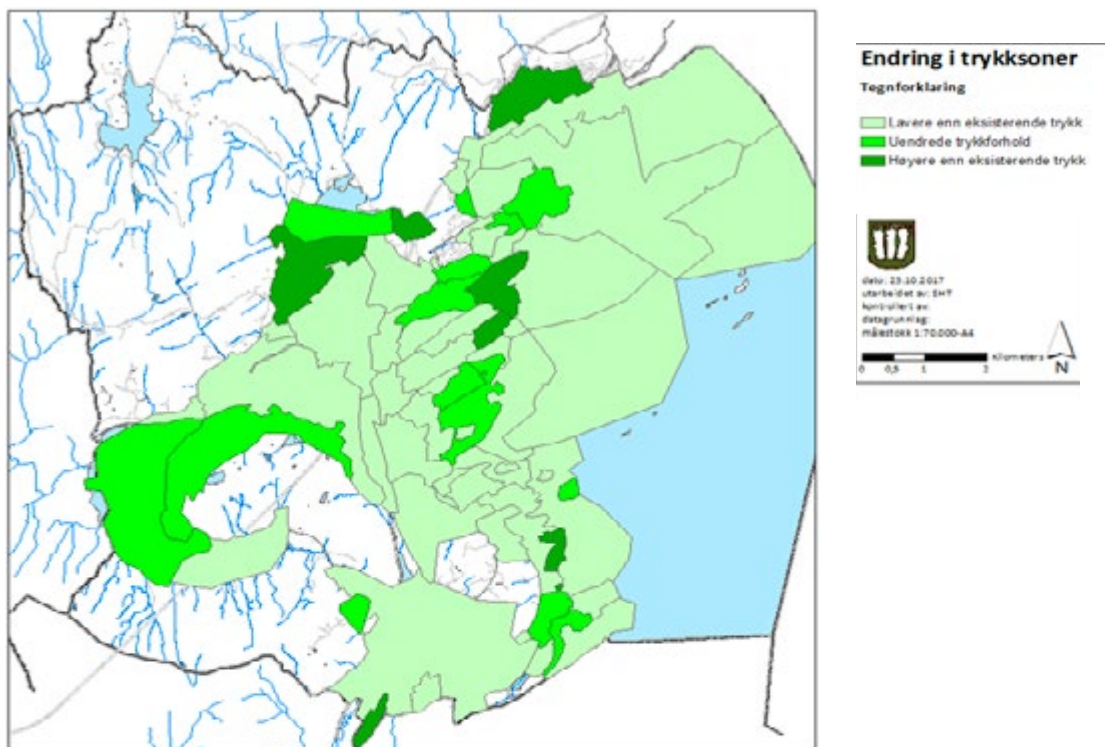 Endring i trykksoner
Tegnforklaring
Lavere enn eksisterende trykk
Uendrede trykkforhold
Høyere enn eksisterende trykk
dato: 23.10.2017
utarbeidet av: SHT
kontrollert av:
datagrunnlag:
målestokk 1:70.000-A4
Kilometers
0 0,5 1 2
N